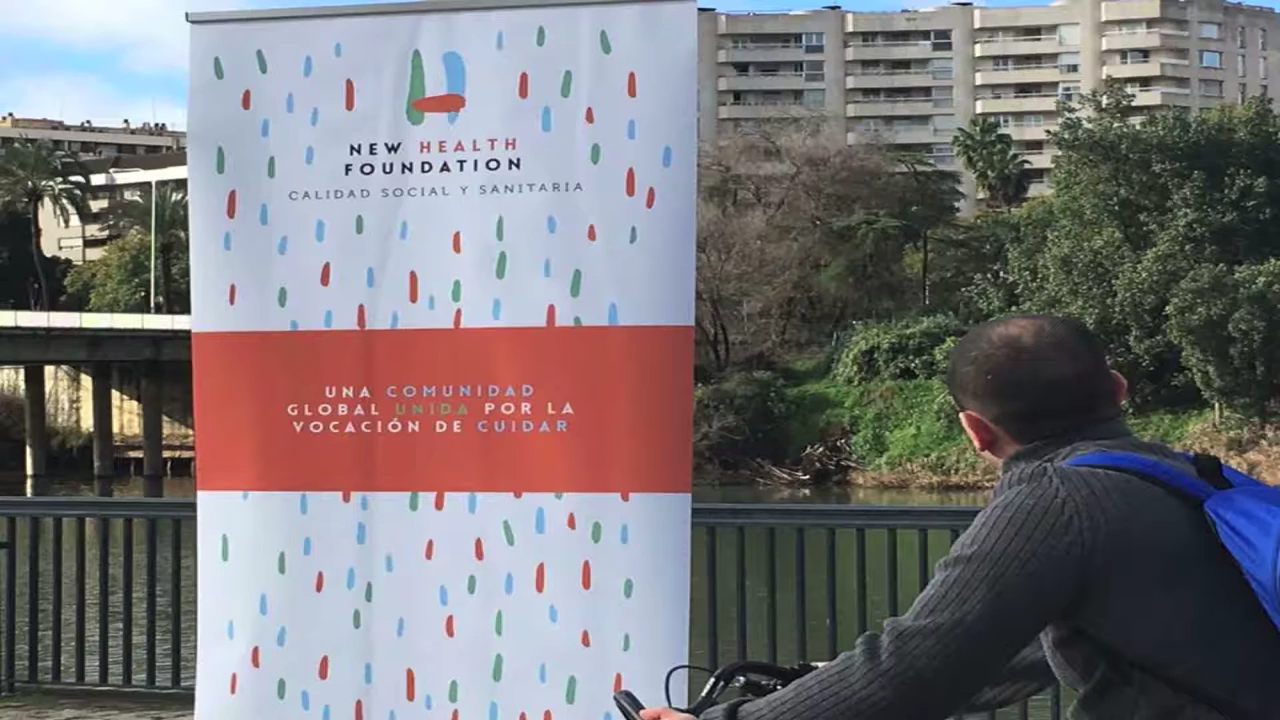 NEW HEALTH
FOUNDATION
CALIDAD SOCIAL Y SANITARIA
UNA COMUNIDAD
GLOBAL UNIDA POR LA
VOCACIÓN DE CUIDAR